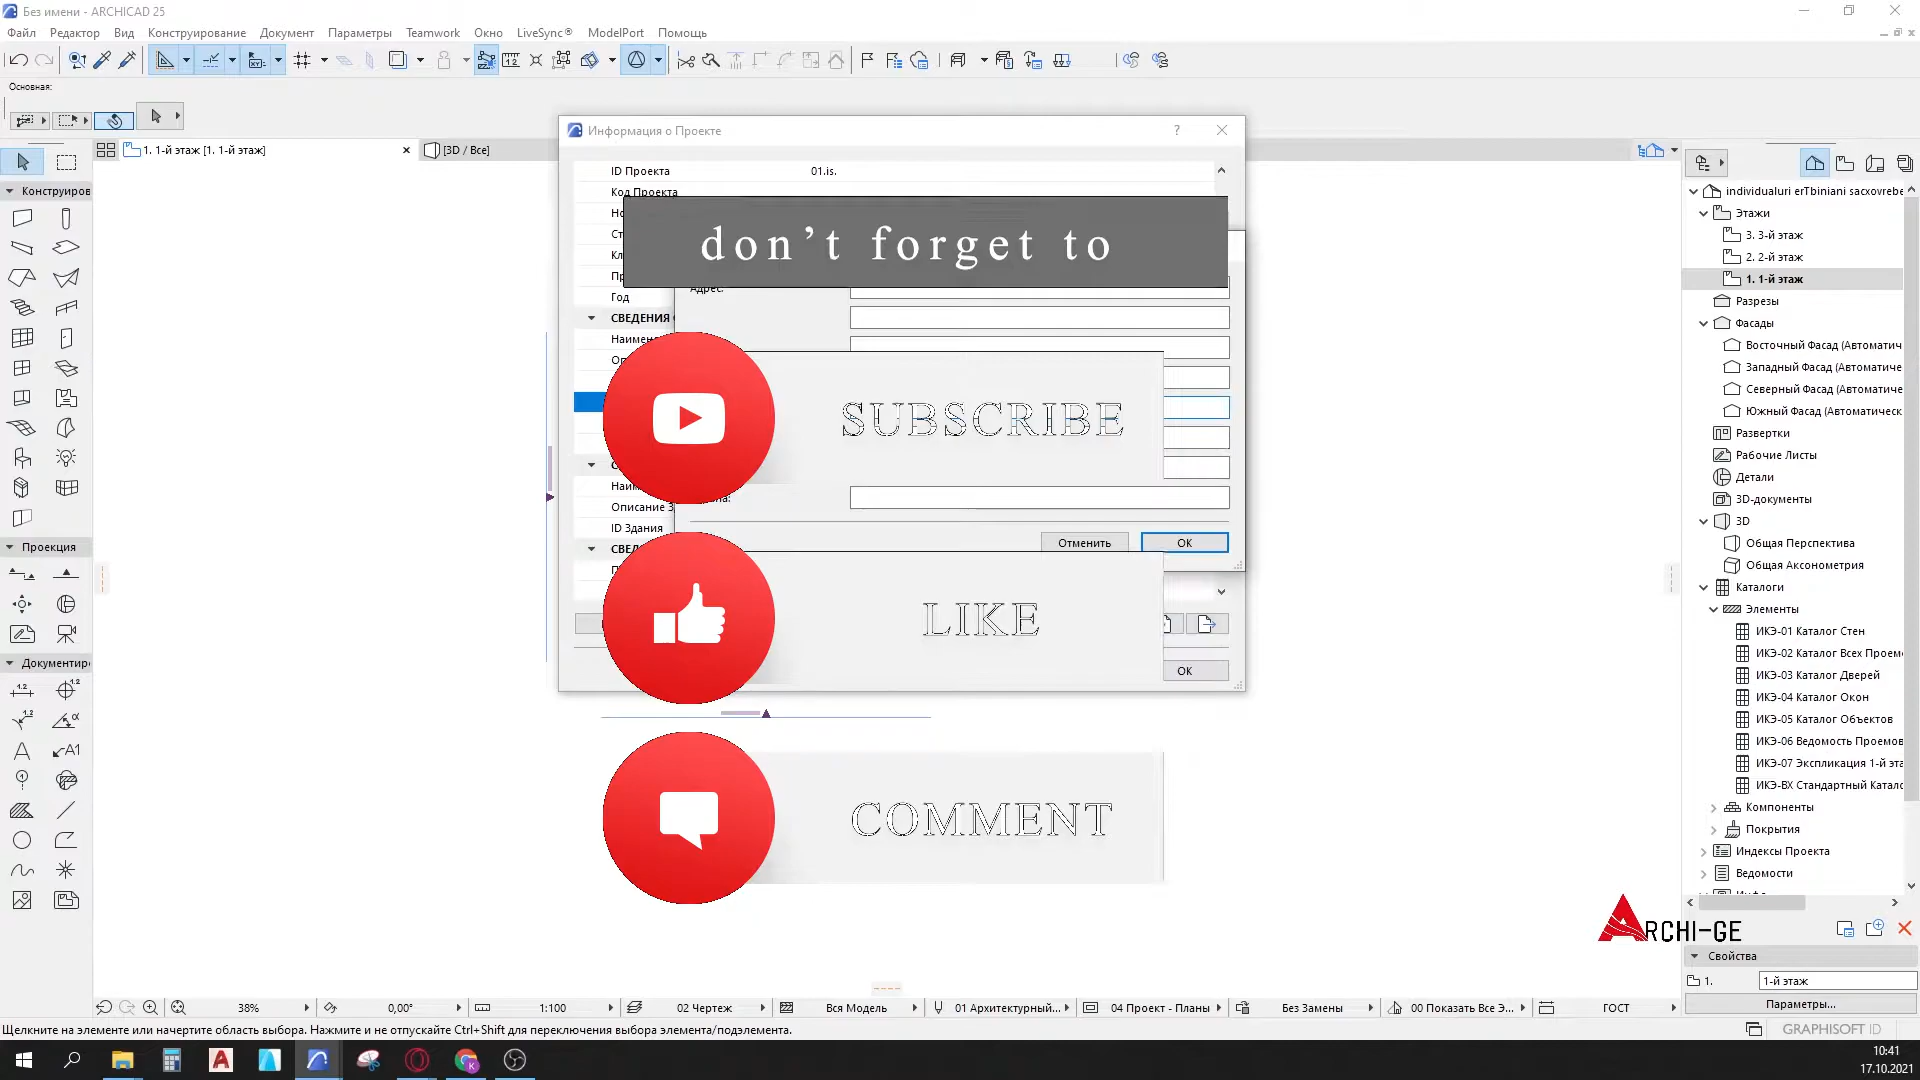 Без имени - ARCHICAD 25
Файл Редактор Вид Конструирование Документ Параметры Teamwork Окно LiveSync® ModelPort Помощь
Основная:
1. 1-й этаж [1. 1-й этаж]
[3D / Все]
Информация о Проекте
ID Проекта 01.is.
Код Проекта
don't forget to
Адрес:
Год
СВЕДЕНИЯ
SUBSCRIBE
Описание З
ID Здания
Отменить OK
LIKE
OK
COMMENT
Конструиров
Проекция
Документир
individualuri erTbiniani sacxovrebe
Этажи
3. 3-й этаж
2. 2-й этаж
1. 1-й этаж
Разрезы
Фасады
Восточный Фасад (Автоматич
Западный Фасад (Автоматиче
Северный Фасад (Автоматиче
Южный Фасад (Автоматическ
Развертки
Рабочие Листы
Детали
3D-документы
3D
Общая Перспектива
Общая Аксонометрия
Каталоги
Элементы
ИКЭ-01 Каталог Стен
ИКЭ-02 Каталог Всех Проем
ИКЭ-03 Каталог Дверей
ИКЭ-04 Каталог Окон
ИКЭ-05 Каталог Объектов
ИКЭ-06 Ведомость Проемов
ИКЭ-07 Экспликация 1-й эта
ИКЭ-ВХ Стандартный Катало
Компоненты
Покрытия
Индексы Проекта
Ведомости
ARCHI-GE
Свойства
1. 1-й этаж
Параметры...
38% 0,00° 1:100 02 Чертеж Вся Модель 01 Архитектурный... 04 Проект - Планы Без Замены 00 Показать Все Э... ГОСТ
Щелкните на элементе или начертите область выбора. Нажмите и не отпускайте Ctrl+Shift для переключения выбора элемента/подэлемента.
GRAPHISOFT ID
10:41
17.10.2021